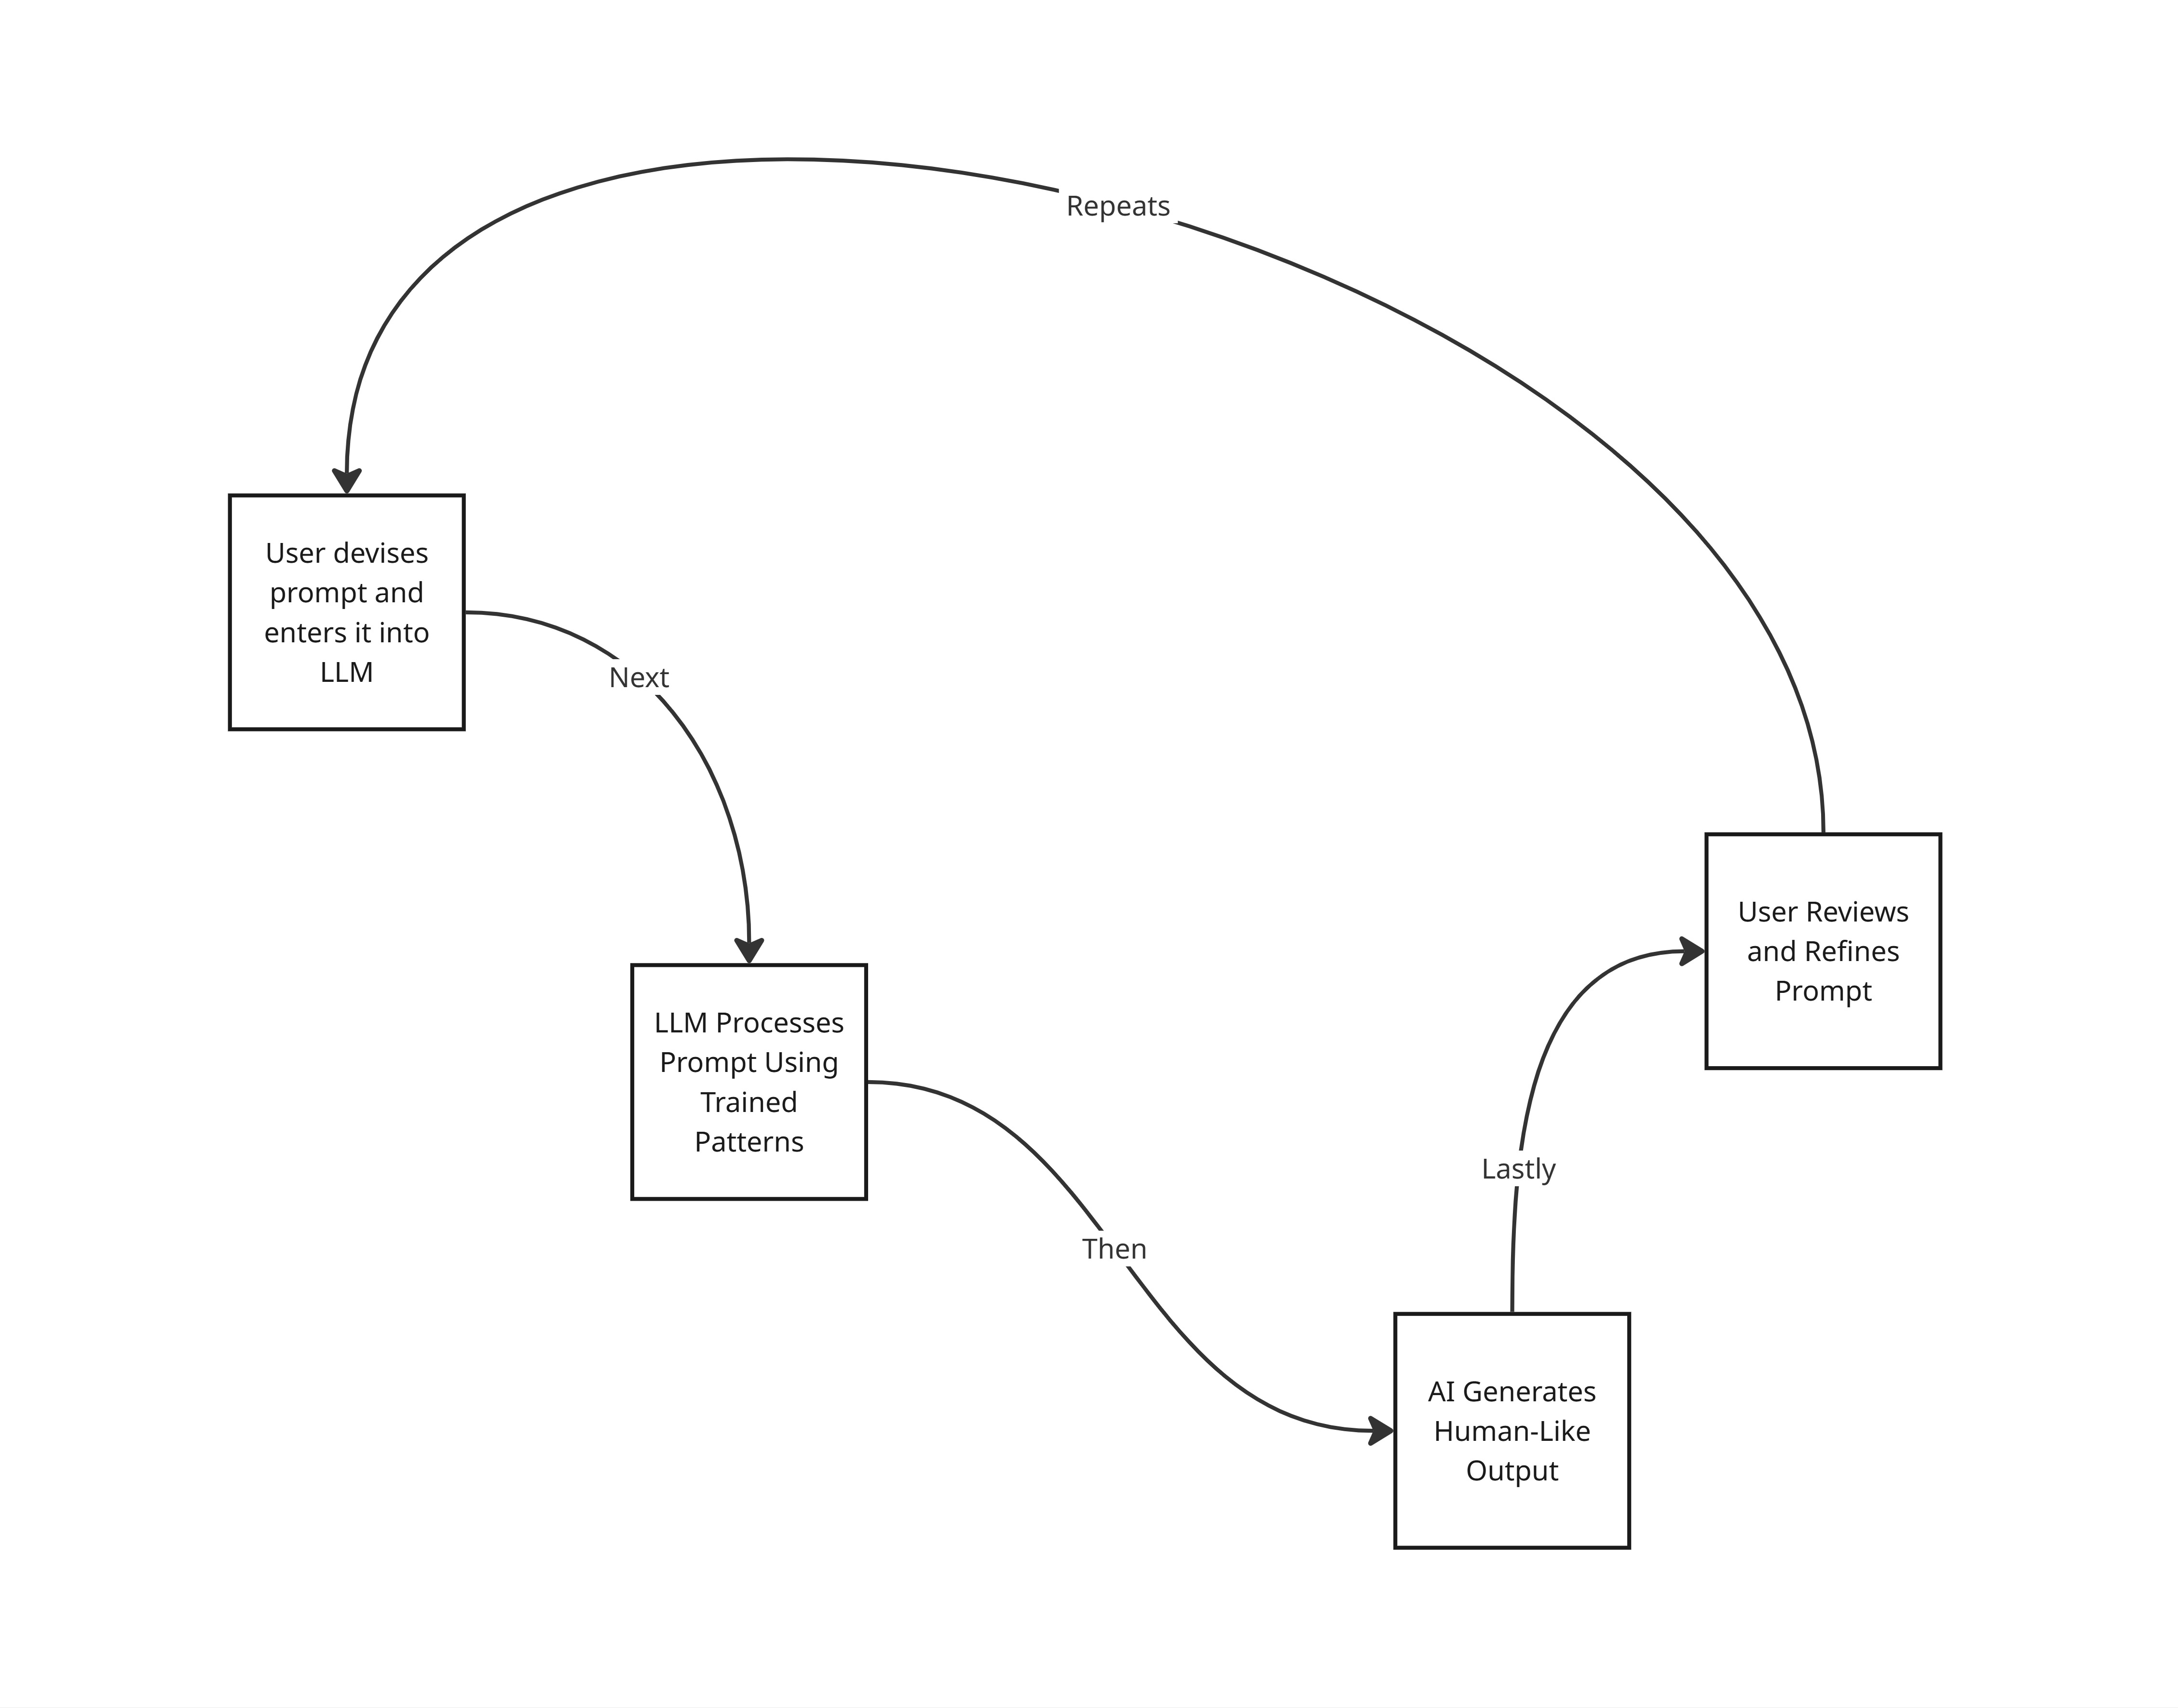 Repeats
User devises
prompt and
enters it into
LLM
Next
LLM Processes
Prompt Using
Trained
Patterns
Then
AI Generates
Human-Like
Output
Lastly
User Reviews
and Refines
Prompt